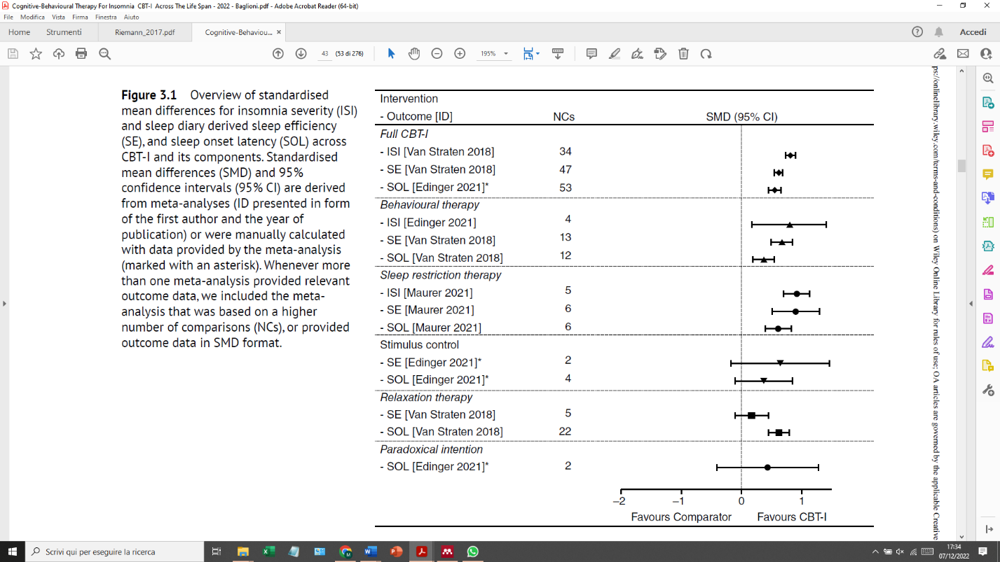 Cognitive-Behavioural Therapy For Insomnia CBT-I Across The Life Span - 2022 - Baglioni.pdf - Adobe Acrobat Reader (64-bit)
File Modifica Vista Firma Finestra Aiuto
Home Strumenti Riemann_2017.pdf Cognitive-Behaviou... × Accedi
43 (53 di 276) 195%
Figure 3.1 Overview of standardised
mean differences for insomnia severity (ISI)
and sleep diary derived sleep efficiency
(SE), and sleep onset latency (SOL) across
CBT-I and its components. Standardised
mean differences (SMD) and 95%
confidence intervals (95% CI) are derived
from meta-analyses (ID presented in form
of the first author and the year of
publication) or were manually calculated
with data provided by the meta-analysis
(marked with an asterisk). Whenever more
than one meta-analysis provided relevant
outcome data, we included the meta-
analysis that was based on a higher
number of comparisons (NCs), or provided
outcome data in SMD format.
Intervention
- Outcome [ID] NCs SMD (95% CI)
Full CBT-I
- ISI [Van Straten 2018] 34
- SE [Van Straten 2018] 47
- SOL [Edinger 2021]* 53
Behavioural therapy
- ISI [Edinger 2021] 4
- SE [Van Straten 2018] 13
- SOL [Van Straten 2018] 12
Sleep restriction therapy
- ISI [Maurer 2021] 5
- SE [Maurer 2021] 6
- SOL [Maurer 2021] 6
Stimulus control
- SE [Edinger 2021]* 2
- SOL [Edinger 2021]* 4
Relaxation therapy
- SE [Van Straten 2018] 5
- SOL [Van Straten 2018] 22
Paradoxical intention
- SOL [Edinger 2021]* 2
–2 –1 0 1
Favours Comparator Favours CBT-I
ps://onlinelibrary.wiley.com/terms-and-conditions) on Wiley Online Library for rules of use; OA articles are governed by the applicable Creative
Scrivi qui per eseguire la ricerca
17:34
07/12/2022